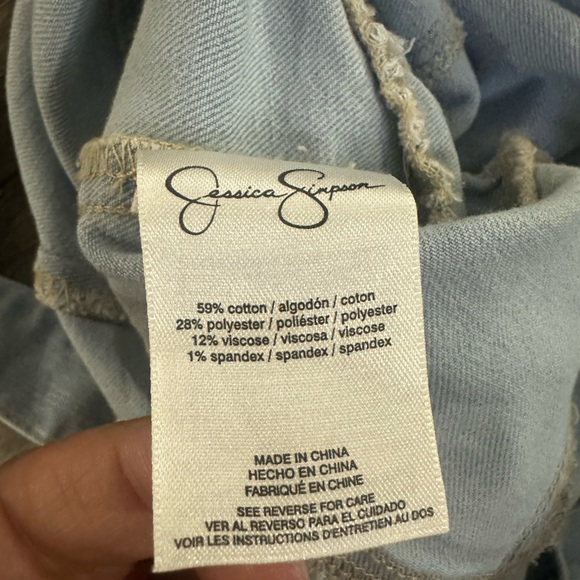 Jessica Simpson
59% cotton / algodón / coton
28% polyester / poliéster / polyester
12% viscose / viscosa / viscose
1% spandex / spandex / spandex
MADE IN CHINA
HECHO EN CHINA
FABRIQUÉ EN CHINE
SEE REVERSE FOR CARE
VER AL REVERSO PARA EL CUIDADO
VOIR LES INSTRUCTIONS D'ENTRETIEN AU DOS